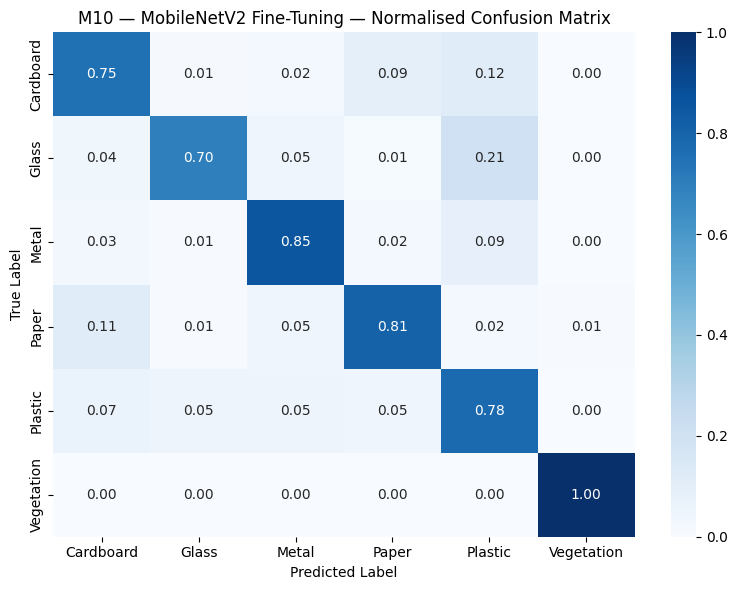 M10 — MobileNetV2 Fine-Tuning — Normalised Confusion Matrix
True Label
Cardboard 0.75 0.01 0.02 0.09 0.12 0.00
Glass 0.04 0.70 0.05 0.01 0.21 0.00
Metal 0.03 0.01 0.85 0.02 0.09 0.00
Paper 0.11 0.01 0.05 0.81 0.02 0.01
Plastic 0.07 0.05 0.05 0.05 0.78 0.00
Vegetation 0.00 0.00 0.00 0.00 0.00 1.00
Cardboard Glass Metal Paper Plastic Vegetation
Predicted Label
1.0
0.8
0.6
0.4
0.2
0.0